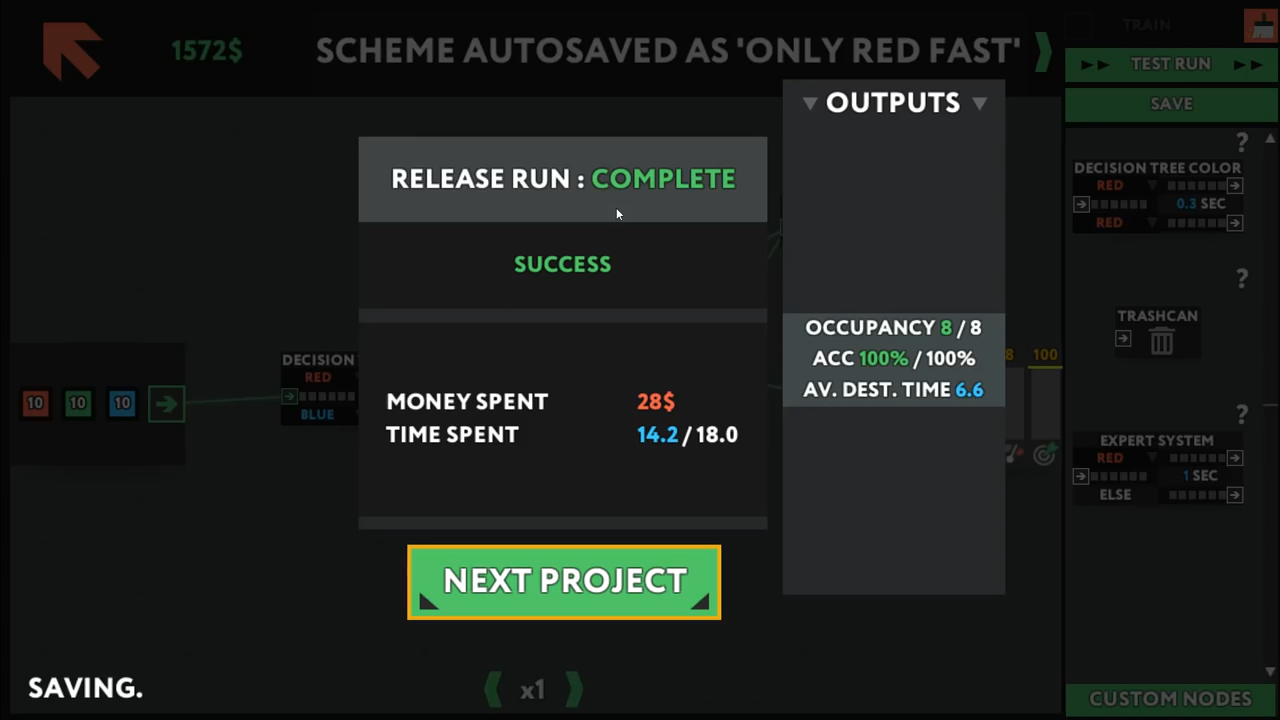 1572$
SCHEME AUTOSAVED AS 'ONLY RED FAST'
TRAIN
TEST RUN
SAVE
OUTPUTS
RELEASE RUN : COMPLETE
SUCCESS
MONEY SPENT 28$
TIME SPENT 14.2 / 18.0
OCCUPANCY 8 / 8
ACC 100% / 100%
AV. DEST. TIME 6.6
NEXT PROJECT
10 10 10
DECISION
RED
BLUE
8 100
?
DECISION TREE COLOR
RED
0.3 SEC
RED
?
TRASHCAN
?
EXPERT SYSTEM
RED
1 SEC
ELSE
SAVING.
x1
CUSTOM NODES